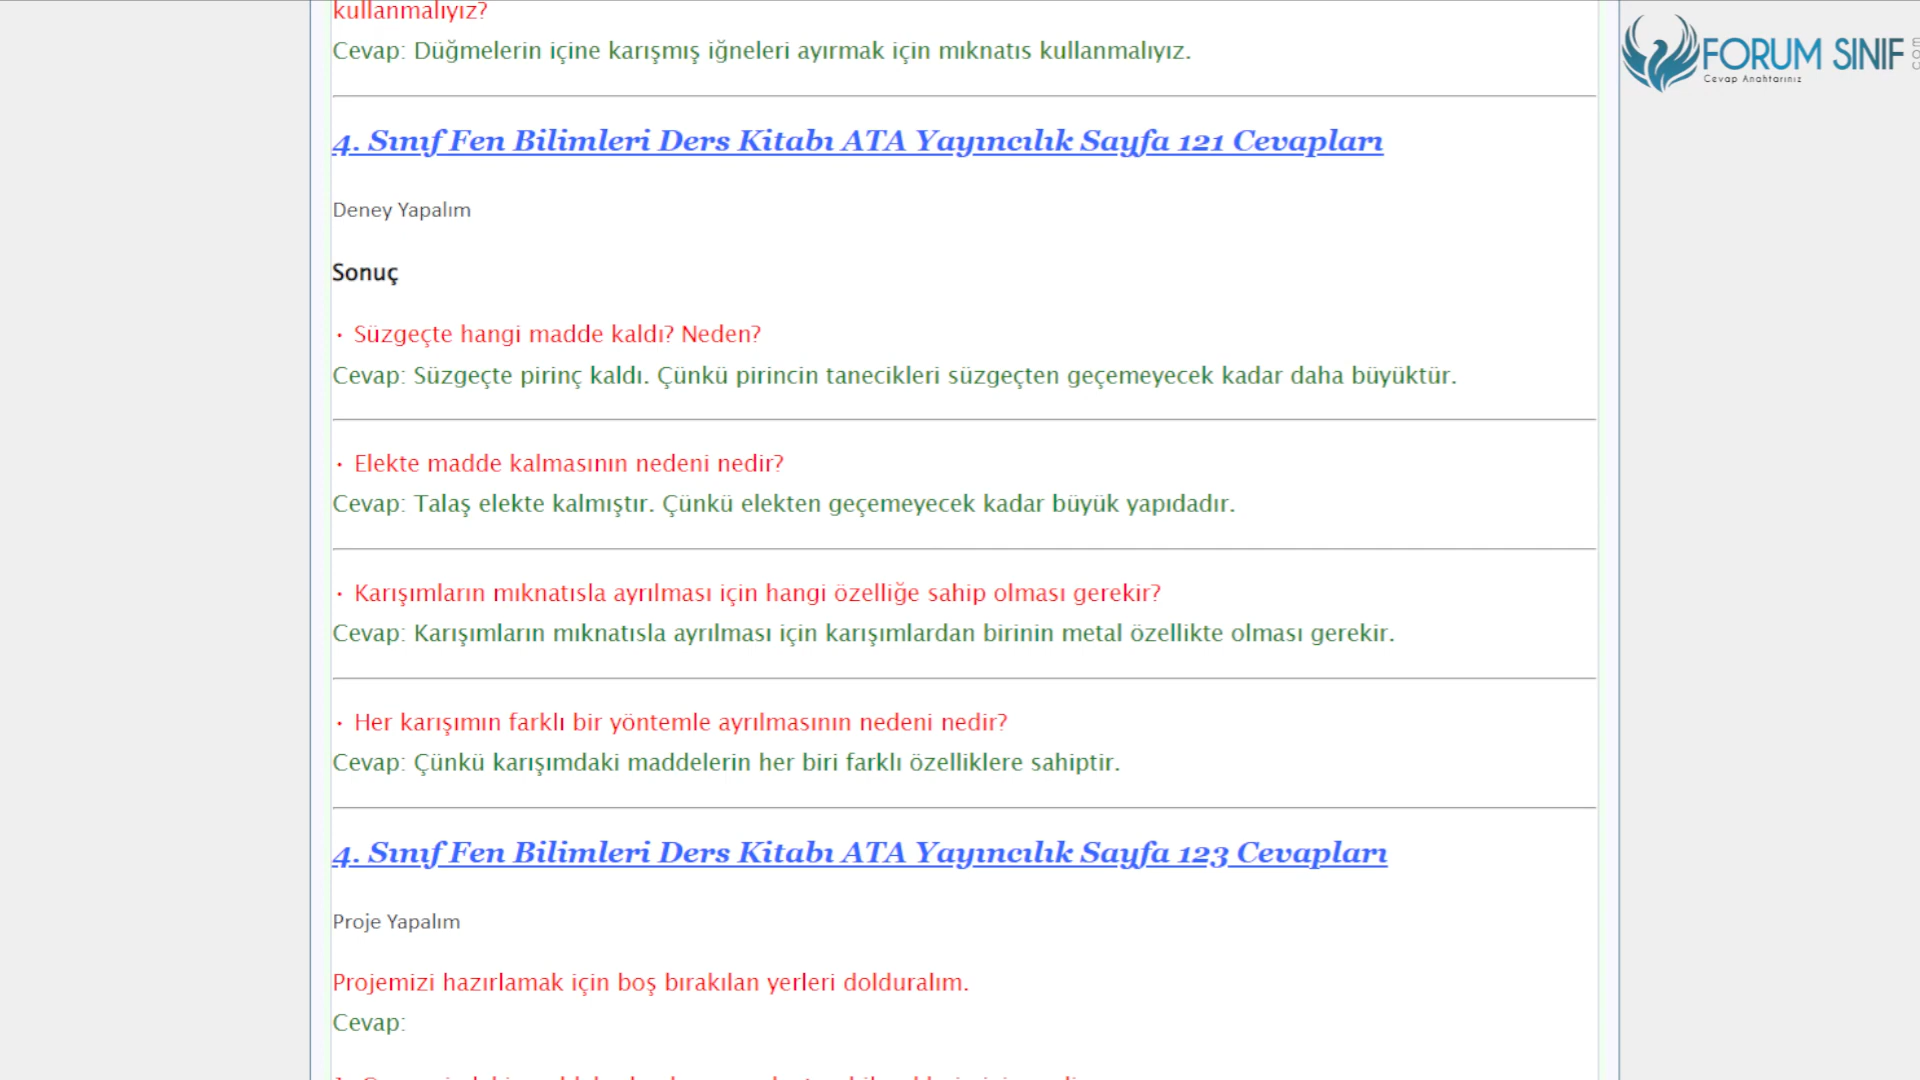 kullanmalıyız?
Cevap: Düğmelerin içine karışmış iğneleri ayırmak için mıknatıs kullanmalıyız.
FORUM SINIF
Cevap Anahtarınız
4. Sınıf Fen Bilimleri Ders Kitabı ATA Yayıncılık Sayfa 121 Cevapları
Deney Yapalım
Sonuç
• Süzgeçte hangi madde kaldı? Neden?
Cevap: Süzgeçte pirinç kaldı. Çünkü pirincin tanecikleri süzgeçten geçemeyecek kadar daha büyüktür.
• Elekte madde kalmasının nedeni nedir?
Cevap: Talaş elekte kalmıştır. Çünkü elekten geçemeyecek kadar büyük yapıdadır.
• Karışımların mıknatısla ayrılması için hangi özelliğe sahip olması gerekir?
Cevap: Karışımların mıknatısla ayrılması için karışımlardan birinin metal özellikte olması gerekir.
• Her karışımın farklı bir yöntemle ayrılmasının nedeni nedir?
Cevap: Çünkü karışımdaki maddelerin her biri farklı özelliklere sahiptir.
4. Sınıf Fen Bilimleri Ders Kitabı ATA Yayıncılık Sayfa 123 Cevapları
Proje Yapalım
Projemizi hazırlamak için boş bırakılan yerleri dolduralım.
Cevap: